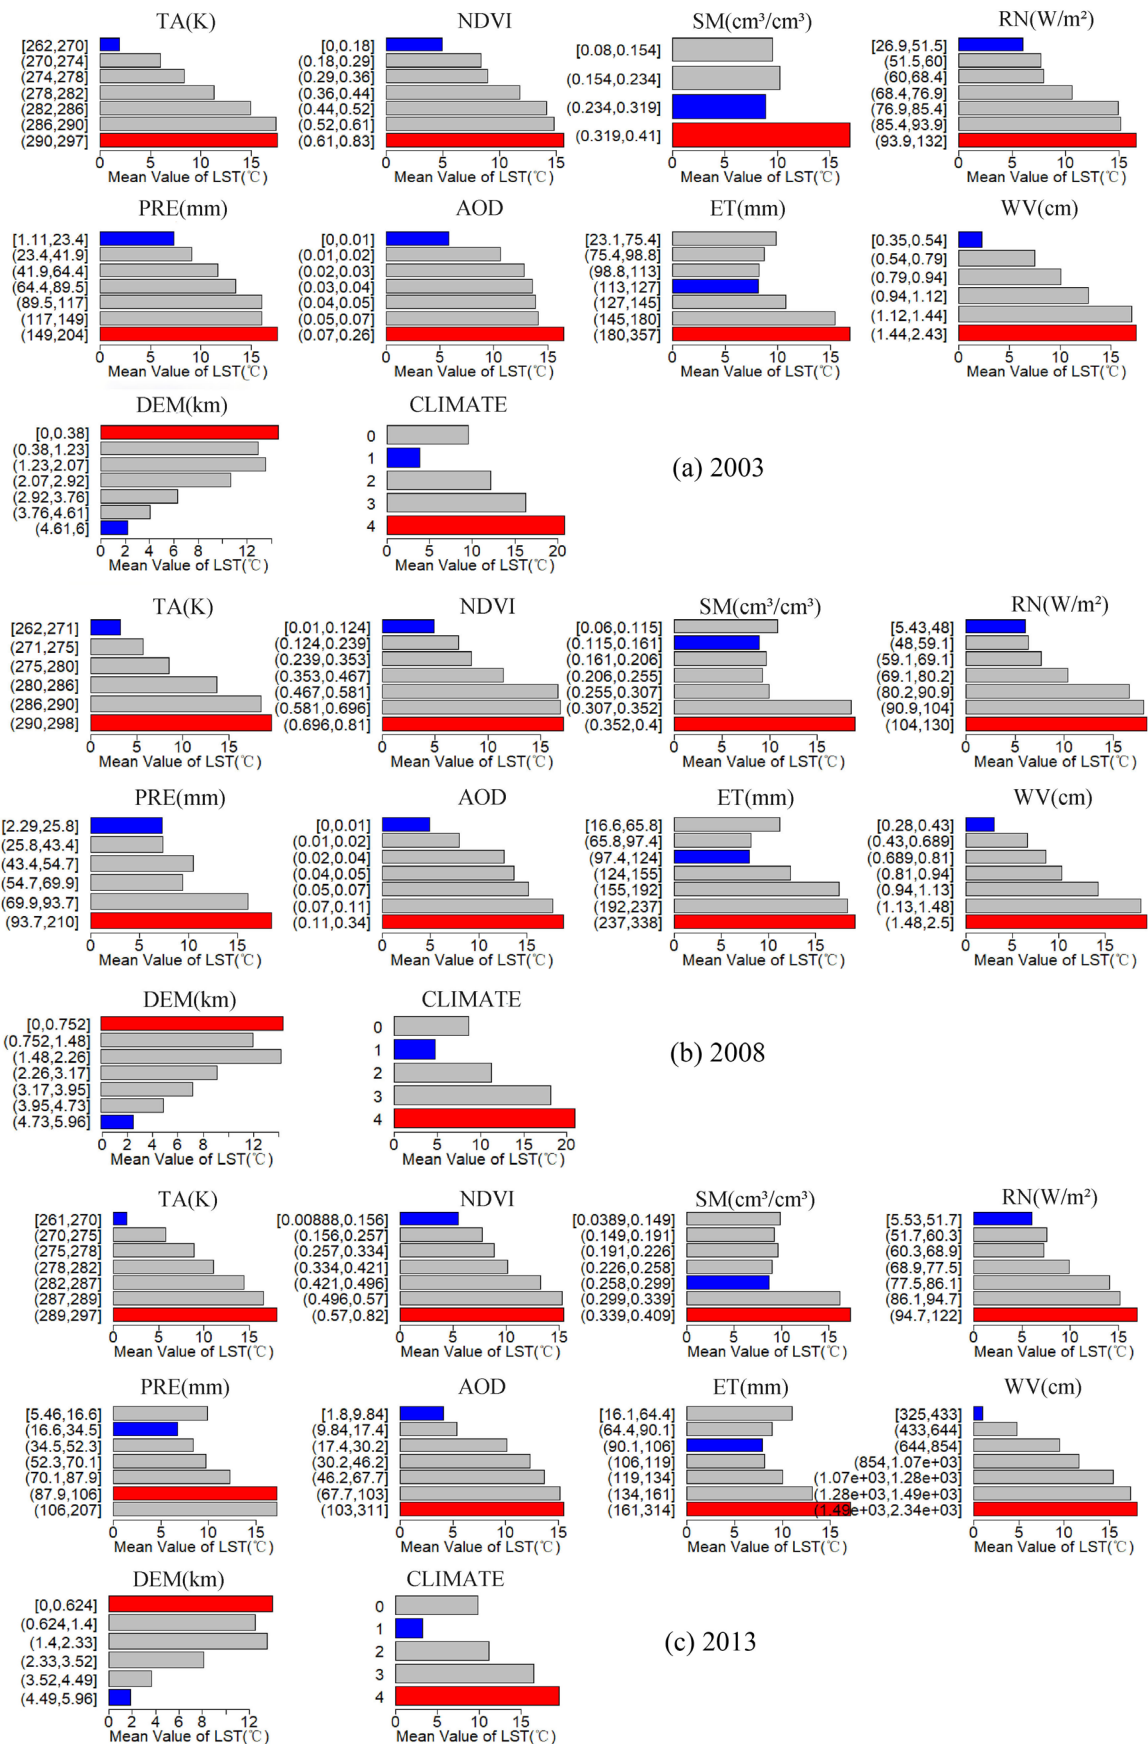 TA(K)
[262,270]
(270,274]
(274,278]
(278,282]
(282,286]
(286,290]
(290,297]
0 5 10 15
Mean Value of LST(℃)
NDVI
[0,0.18]
(0.18,0.29]
(0.29,0.36]
(0.36,0.44]
(0.44,0.52]
(0.52,0.61]
(0.61,0.83]
0 5 10 15
Mean Value of LST(℃)
SM(cm³/cm³)
[0.08,0.154]
(0.154,0.234]
(0.234,0.319]
(0.319,0.41]
0 5 10 15
Mean Value of LST(℃)
RN(W/m²)
[26.9,51.5]
(51.5,60]
(60,68.4]
(68.4,76.9]
(76.9,85.4]
(85.4,93.9]
(93.9,132]
0 5 10 15
Mean Value of LST(℃)
PRE(mm)
[1.11,23.4]
(23.4,41.9]
(41.9,64.4]
(64.4,89.5]
(89.5,117]
(117,149]
(149,204]
0 5 10 15
Mean Value of LST(℃)
AOD
[0,0.01]
(0.01,0.02]
(0.02,0.03]
(0.03,0.04]
(0.04,0.05]
(0.05,0.07]
(0.07,0.26]
0 5 10 15
Mean Value of LST(℃)
ET(mm)
[23.1,75.4]
(75.4,98.8]
(98.8,113]
(113,127]
(127,145]
(145,180]
(180,357]
0 5 10 15
Mean Value of LST(℃)
WV(cm)
[0.35,0.54]
(0.54,0.79]
(0.79,0.94]
(0.94,1.12]
(1.12,1.44]
(1.44,2.43]
0 5 10 15
Mean Value of LST(℃)
DEM(km)
[0,0.38]
(0.38,1.23]
(1.23,2.07]
(2.07,2.92]
(2.92,3.76]
(3.76,4.61]
(4.61,6]
0 2 4 6 8 12
Mean Value of LST(℃)
CLIMATE
0
1
2
3
4
0 5 10 15 20
Mean Value of LST(℃)
(a) 2003
TA(K)
[262,271]
(271,275]
(275,280]
(280,286]
(286,290]
(290,298]
0 5 10 15
Mean Value of LST(℃)
NDVI
[0.01,0.124]
(0.124,0.239]
(0.239,0.353]
(0.353,0.467]
(0.467,0.581]
(0.581,0.696]
(0.696,0.81]
0 5 10 15
Mean Value of LST(℃)
SM(cm³/cm³)
[0.06,0.115]
(0.115,0.161]
(0.161,0.206]
(0.206,0.255]
(0.255,0.307]
(0.307,0.352]
(0.352,0.4]
0 5 10 15
Mean Value of LST(℃)
RN(W/m²)
[5.43,48]
(48,59.1]
(59.1,69.1]
(69.1,80.2]
(80.2,90.9]
(90.9,104]
(104,130]
0 5 10 15
Mean Value of LST(℃)
PRE(mm)
[2.29,25.8]
(25.8,43.4]
(43.4,54.7]
(54.7,69.9]
(69.9,93.7]
(93.7,210]
0 5 10 15
Mean Value of LST(℃)
AOD
[0,0.01]
(0.01,0.02]
(0.02,0.04]
(0.04,0.05]
(0.05,0.07]
(0.07,0.11]
(0.11,0.34]
0 5 10 15
Mean Value of LST(℃)
ET(mm)
[16.6,65.8]
(65.8,97.4]
(97.4,124]
(124,155]
(155,192]
(192,237]
(237,338]
0 5 10 15
Mean Value of LST(℃)
WV(cm)
[0.28,0.43]
(0.43,0.689]
(0.689,0.81]
(0.81,0.94]
(0.94,1.13]
(1.13,1.48]
(1.48,2.5]
0 5 10 15
Mean Value of LST(℃)
DEM(km)
[0,0.752]
(0.752,1.48]
(1.48,2.26]
(2.26,3.17]
(3.17,3.95]
(3.95,4.73]
(4.73,5.96]
0 2 4 6 8 12
Mean Value of LST(℃)
CLIMATE
0
1
2
3
4
0 5 10 15 20
Mean Value of LST(℃)
(b) 2008
TA(K)
[261,270]
(270,275]
(275,278]
(278,282]
(282,287]
(287,289]
(289,297]
0 5 10 15
Mean Value of LST(℃)
NDVI
[0.00888,0.156]
(0.156,0.257]
(0.257,0.334]
(0.334,0.421]
(0.421,0.496]
(0.496,0.57]
(0.57,0.82]
0 5 10 15
Mean Value of LST(℃)
SM(cm³/cm³)
[0.0389,0.149]
(0.149,0.191]
(0.191,0.226]
(0.226,0.258]
(0.258,0.299]
(0.299,0.339]
(0.339,0.409]
0 5 10 15
Mean Value of LST(℃)
RN(W/m²)
[5.53,51.7]
(51.7,60.3]
(60.3,68.9]
(68.9,77.5]
(77.5,86.1]
(86.1,94.7]
(94.7,122]
0 5 10 15
Mean Value of LST(℃)
PRE(mm)
[5.46,16.6]
(16.6,34.5]
(34.5,52.3]
(52.3,70.1]
(70.1,87.9]
(87.9,106]
(106,207]
0 5 10 15
Mean Value of LST(℃)
AOD
[1.8,9.84]
(9.84,17.4]
(17.4,30.2]
(30.2,46.2]
(46.2,67.7]
(67.7,103]
(103,311]
0 5 10 15
Mean Value of LST(℃)
ET(mm)
[16.1,64.4]
(64.4,90.1]
(90.1,106]
(106,119]
(119,134]
(134,161]
(161,314]
0 5 10 15
Mean Value of LST(℃)
WV(cm)
[325,433]
(433,644]
(644,854]
(854,1.07e+03]
(1.07e+03,1.28e+03]
(1.28e+03,1.49e+03]
(1.49e+03,2.34e+03]
0 5 10 15
Mean Value of LST(℃)
DEM(km)
[0,0.624]
(0.624,1.4]
(1.4,2.33]
(2.33,3.52]
(3.52,4.49]
(4.49,5.96]
0 2 4 6 8 12
Mean Value of LST(℃)
CLIMATE
0
1
2
3
4
0 5 10 15
Mean Value of LST(℃)
(c) 2013